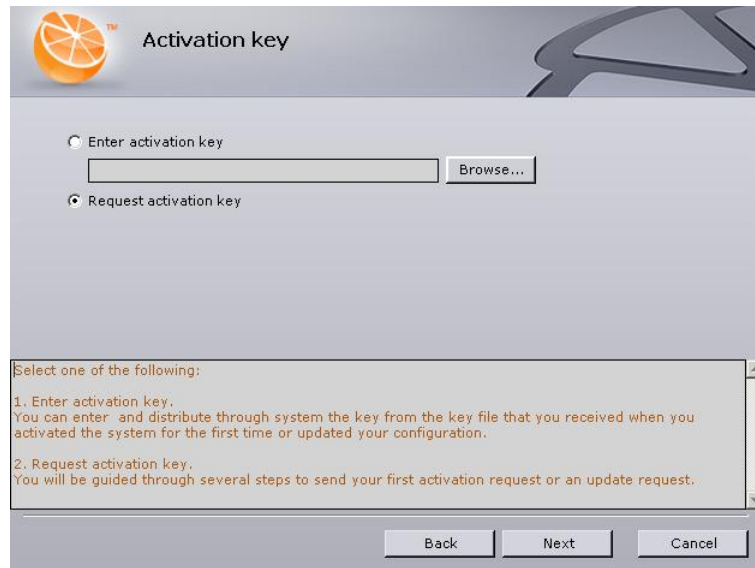 TM
Activation key
Enter activation key
Browse...
Request activation key
Select one of the following:
1. Enter activation key.
You can enter  and distribute through system the key from the key file that you received when you
activated the system for the first time or updated your configuration.
2. Request activation key.
You will be guided through several steps to send your first activation request or an update request.
Back
Next
Cancel